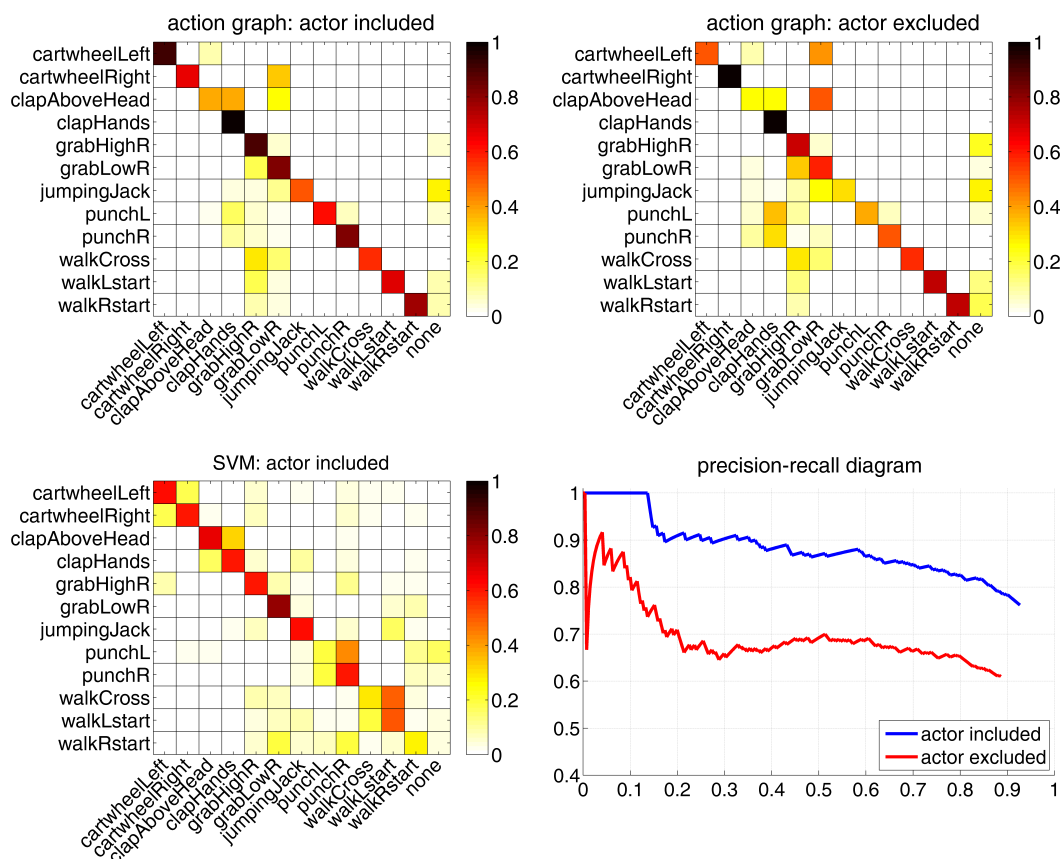 action graph: actor included
cartwheelLeft
cartwheelRight
clapAboveHead
clapHands
grabHighR
grabLowR
jumpingJack
punchL
punchR
walkCross
walkLstart
walkRstart
cartwheelLeft
cartwheelRight
clapAboveHead
clapHands
grabHighR
grabLowR
jumpingJack
punchL
punchR
walkCross
walkLstart
walkRstart
none
1
0.8
0.6
0.4
0.2
0
action graph: actor excluded
cartwheelLeft
cartwheelRight
clapAboveHead
clapHands
grabHighR
grabLowR
jumpingJack
punchL
punchR
walkCross
walkLstart
walkRstart
cartwheelLeft
cartwheelRight
clapAboveHead
clapHands
grabHighR
grabLowR
jumpingJack
punchL
punchR
walkCross
walkLstart
walkRstart
none
1
0.8
0.6
0.4
0.2
0
SVM: actor included
cartwheelLeft
cartwheelRight
clapAboveHead
clapHands
grabHighR
grabLowR
jumpingJack
punchL
punchR
walkCross
walkLstart
walkRstart
cartwheelLeft
cartwheelRight
clapAboveHead
clapHands
grabHighR
grabLowR
jumpingJack
punchL
punchR
walkCross
walkLstart
walkRstart
none
1
0.8
0.6
0.4
0.2
0
precision-recall diagram
1
0.9
0.8
0.7
0.6
0.5
0.4
0 0.1 0.2 0.3 0.4 0.5 0.6 0.7 0.8 0.9 1
actor included
actor excluded